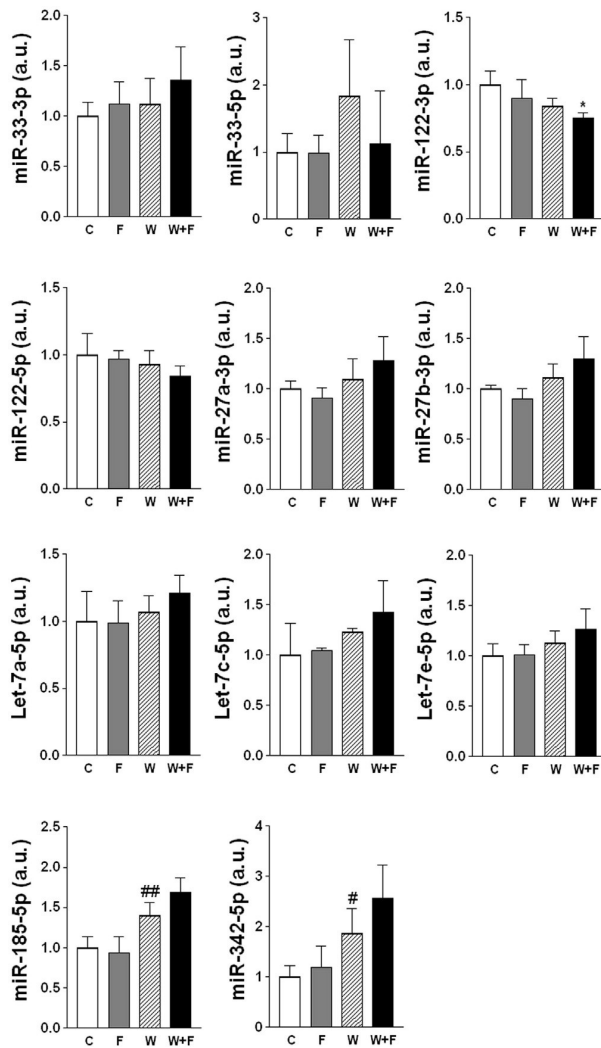 miR-33-3p (a.u.)
2.0
1.5
1.0
0.5
0.0
C F W W+F
miR-33-5p (a.u.)
3
2
1
0
C F W W+F
miR-122-3p (a.u.)
1.5
1.0
0.5
0.0
*
C F W W+F
miR-122-5p (a.u.)
1.5
1.0
0.5
0.0
C F W W+F
miR-27a-3p (a.u.)
2.0
1.5
1.0
0.5
0.0
C F W W+F
miR-27b-3p (a.u.)
2.0
1.5
1.0
0.5
0.0
C F W W+F
Let-7a-5p (a.u.)
1.5
1.0
0.5
0.0
C F W W+F
Let-7c-5p (a.u.)
2.0
1.5
1.0
0.5
0.0
C F W W+F
Let-7e-5p (a.u.)
2.0
1.5
1.0
0.5
0.0
C F W W+F
miR-185-5p (a.u.)
2.0
1.5
1.0
0.5
0.0
##
C F W W+F
miR-342-5p (a.u.)
4
3
2
1
0
#
C F W W+F